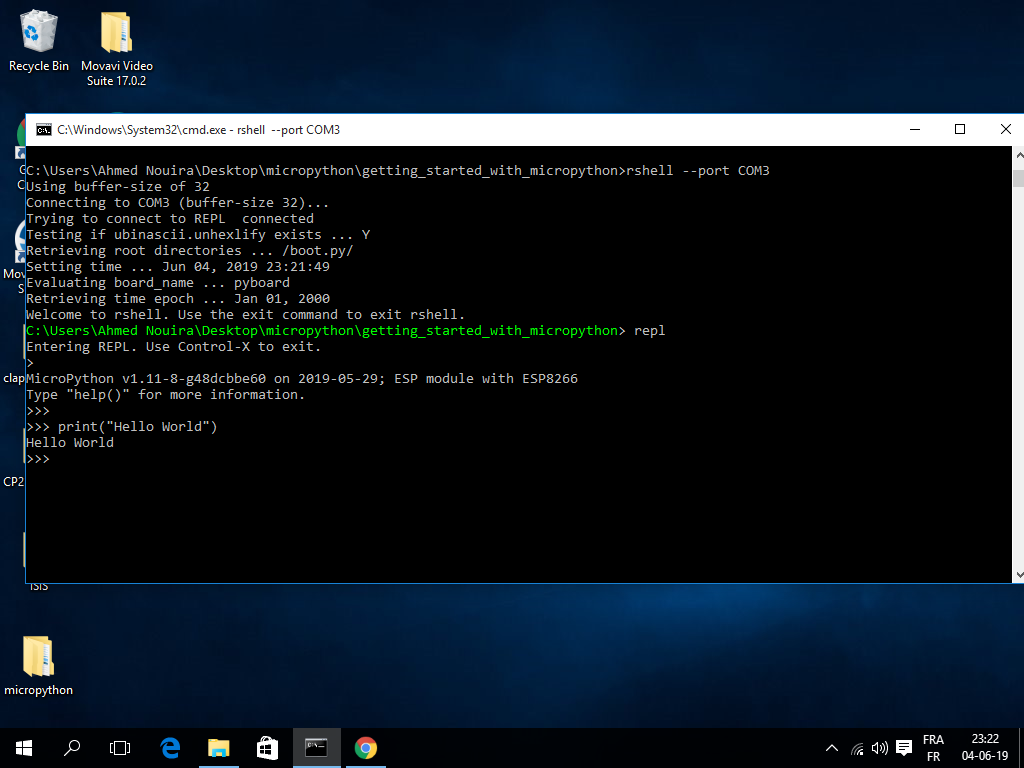 Recycle Bin
Movavi Video
Suite 17.0.2
C:\Windows\System32\cmd.exe - rshell  --port COM3
C:\Users\Ahmed Nouira\Desktop\micropython\getting_started_with_micropython>rshell --port COM3
Using buffer-size of 32
Connecting to COM3 (buffer-size 32)...
Trying to connect to REPL  connected
Testing if ubinascii.unhexlify exists ... Y
Retrieving root directories ... /boot.py/
Setting time ... Jun 04, 2019 23:21:49
Evaluating board_name ... pyboard
Retrieving time epoch ... Jan 01, 2000
Welcome to rshell. Use the exit command to exit rshell.
C:\Users\Ahmed Nouira\Desktop\micropython\getting_started_with_micropython> repl
Entering REPL. Use Control-X to exit.
>
MicroPython v1.11-8-g48dcbbe60 on 2019-05-29; ESP module with ESP8266
Type "help()" for more information.
>>>
>>> print("Hello World")
Hello World
>>>
Mov
S
clap
CP2
ISIS
micropython
FRA
FR
23:22
04-06-19